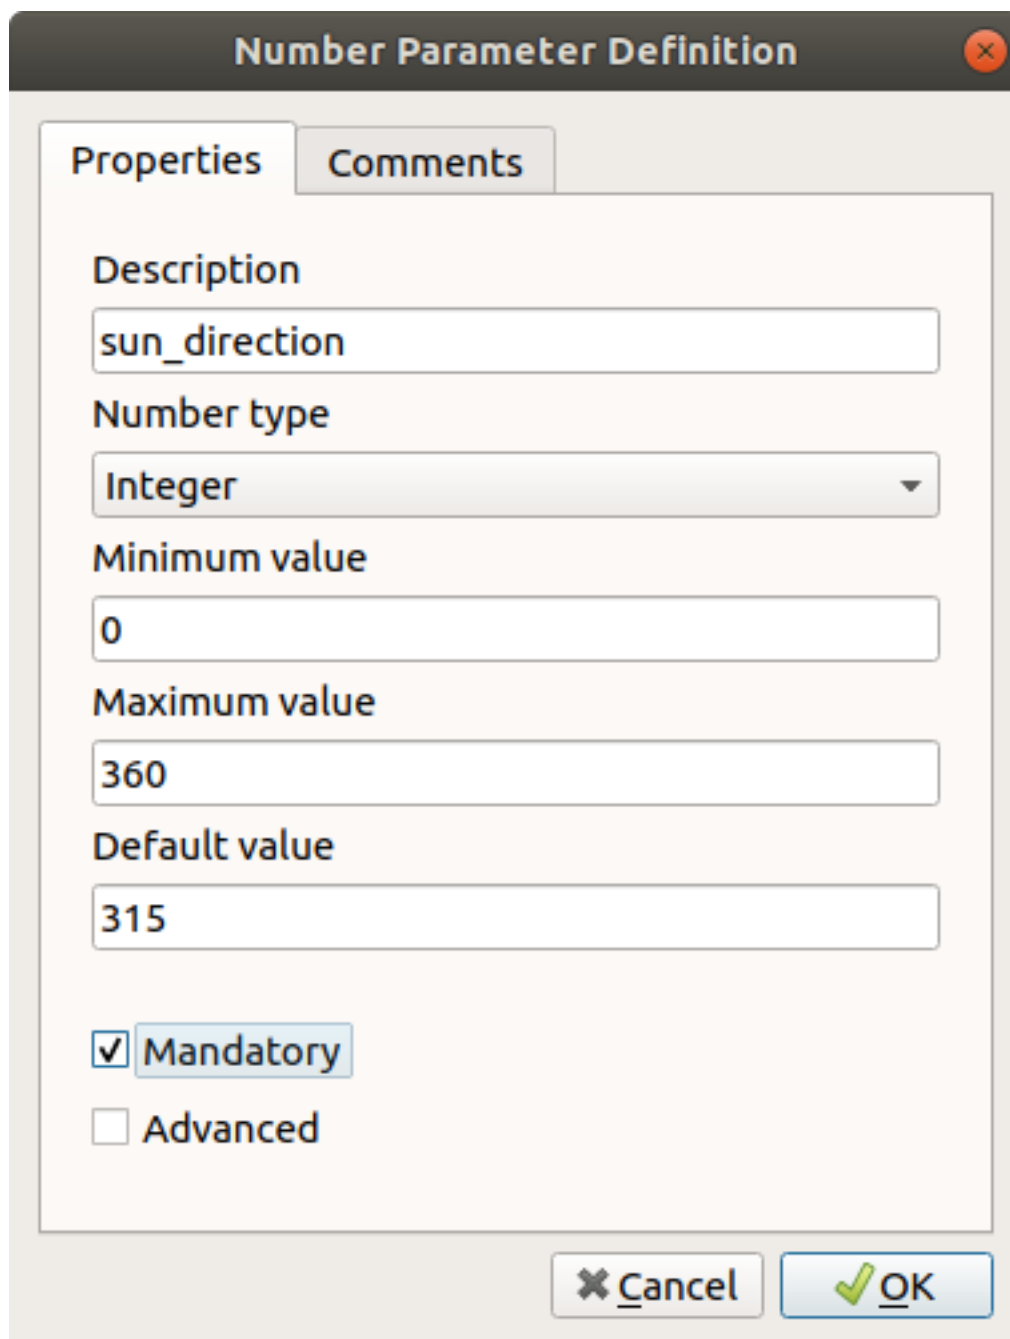 Number Parameter Definition
Properties
Comments
Description
sun_direction
Number type
Integer
Minimum value
0
Maximum value
360
Default value
315
Mandatory
Advanced
Cancel
OK